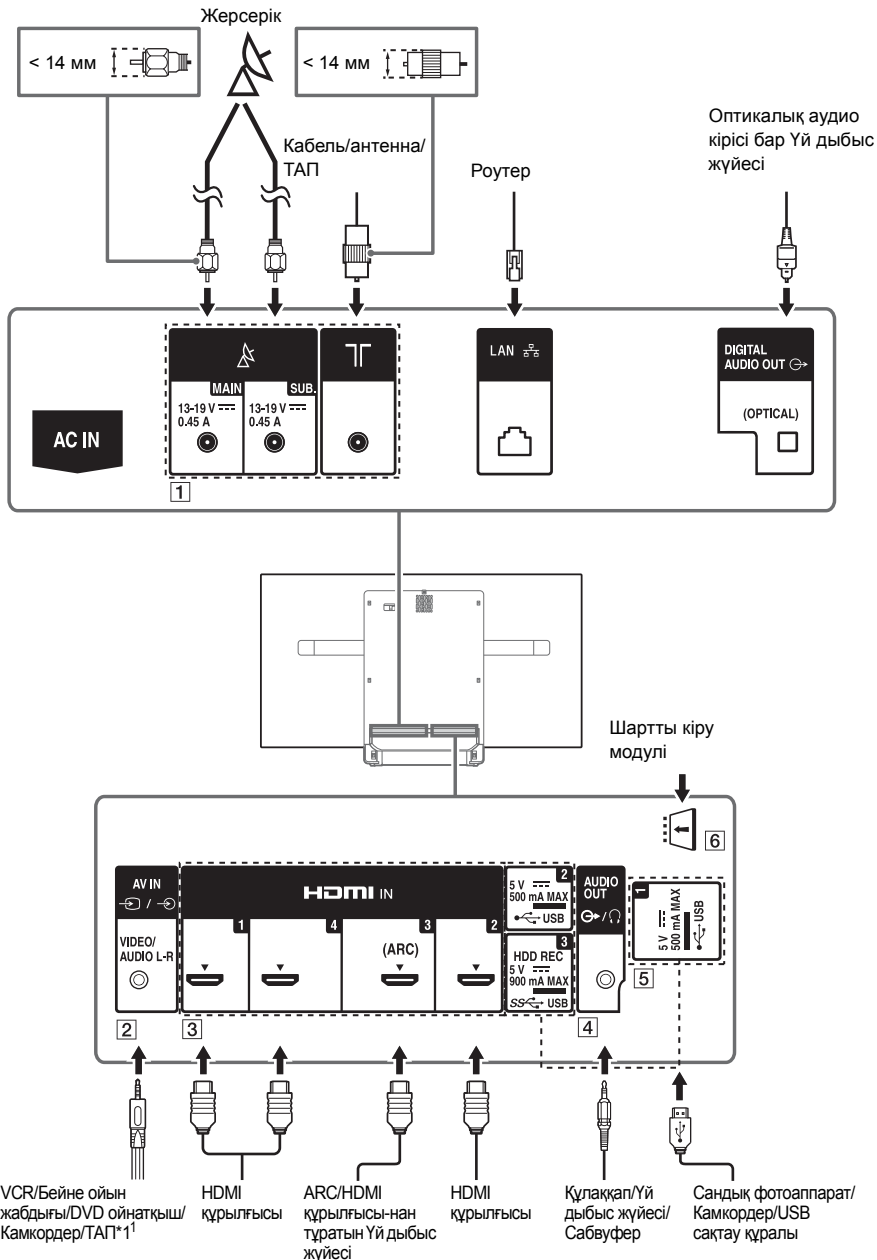 Жерсерік
< 14 мм
< 14 мм
Кабель/антенна/
ТАП
Роутер
Оптикалық аудио
кірісі бар Үй дыбыс
жүйесі
AC IN
MAIN
13-19 V
0.45 A
SUB.
13-19 V
0.45 A
1
LAN
DIGITAL
AUDIO OUT
(OPTICAL)
Шартты кіру
модулі
6
AV IN
/
VIDEO/
AUDIO L-R
2
HDMI IN
1
4
3
(ARC)
2
3
2
5 V
500 mA MAX
USB
3
HDD REC
5 V
900 mA MAX
SS USB
AUDIO
OUT
/
4
1
5 V
500 mA MAX
USB
5
VCR/Бейне ойын
жабдығы/DVD ойнатқыш/
Камкордер/ТАП*1¹
HDMI
құрылғысы
ARC/HDMI
құрылғысы-нан
тұратын Үй дыбыс
жүйесі
HDMI
құрылғысы
Құлаққап/Үй
дыбыс жүйесі/
Сабвуфер
Сандық фотоаппарат/
Камкордер/USB
сақтау құралы